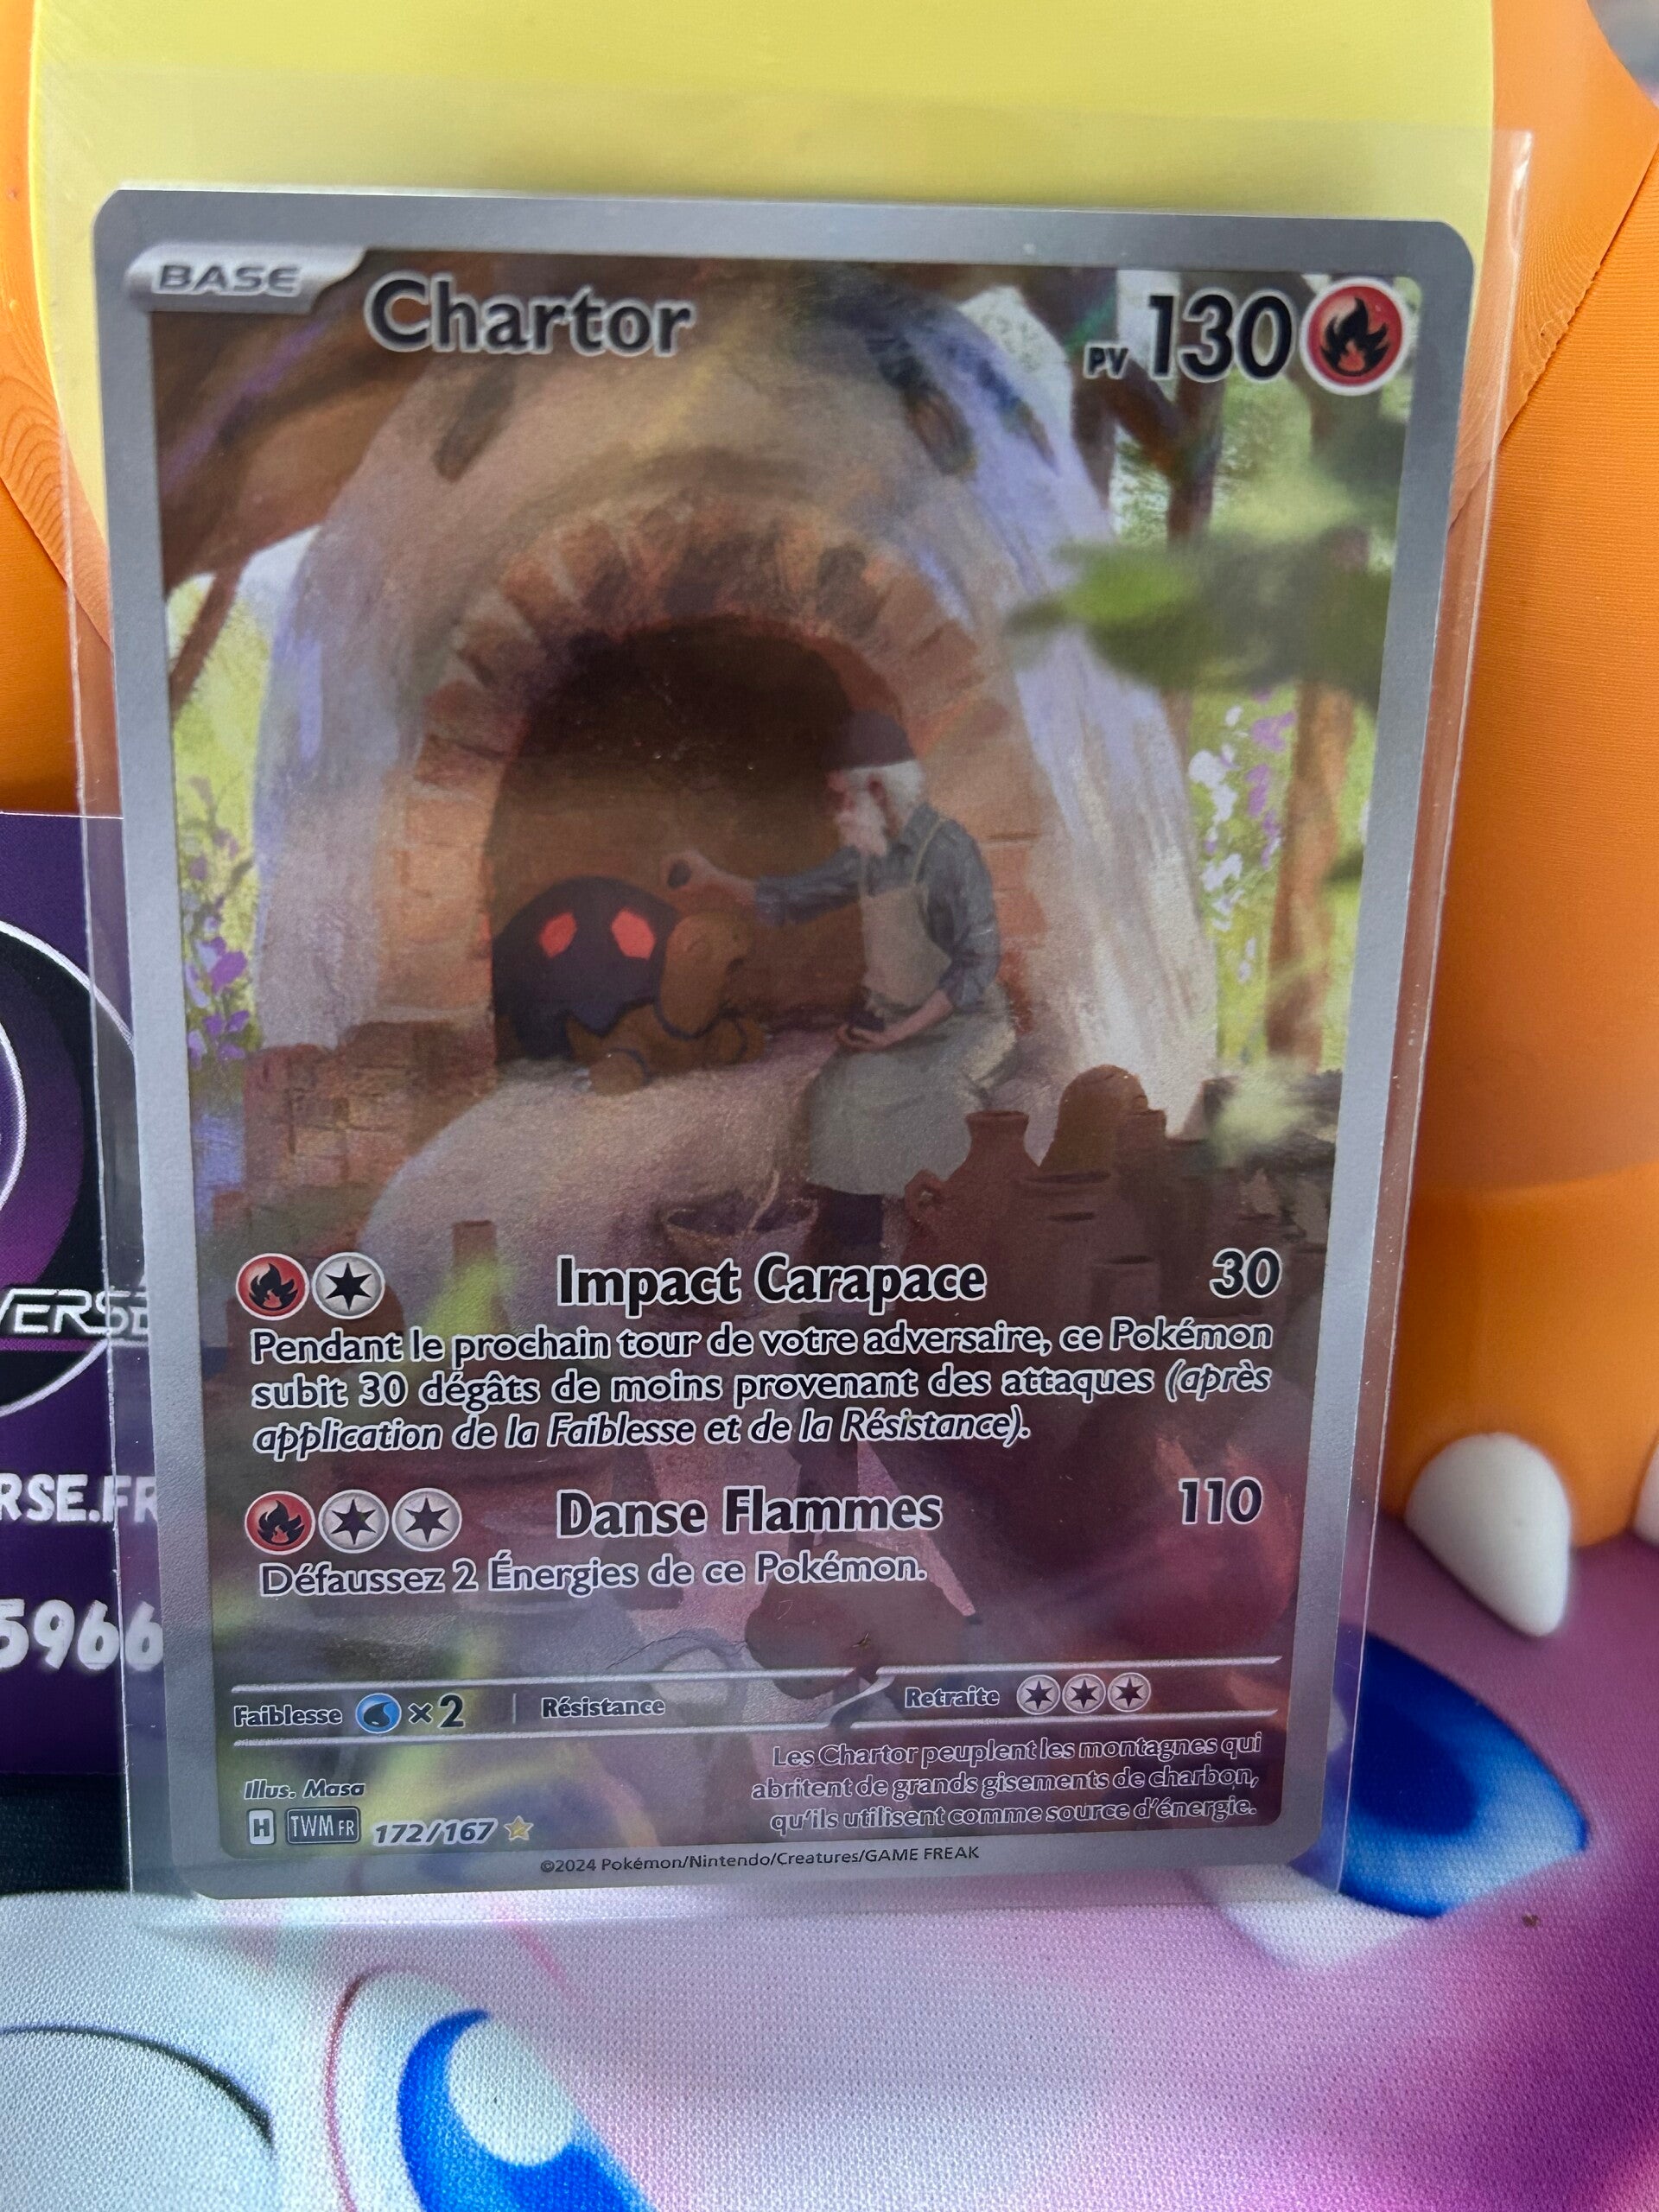 BASE
Chartor
PV 130
Impact Carapace 30
Pendant le prochain tour de votre adversaire, ce Pokémon
subit 30 dégâts de moins provenant des attaques (après
application de la Faiblesse et de la Résistance).
Danse Flammes 110
Défaussez 2 Énergies de ce Pokémon.
Faiblesse ×2 Résistance Retraite
Les Chartor peuplent les montagnes qui
abritent de grands gisements de charbon,
qu'ils utilisent comme source d'énergie.
Illus. Masa
H TWM FR 172/167
©2024 Pokémon/Nintendo/Creatures/GAME FREAK
VERSE
RSE.FR
5966